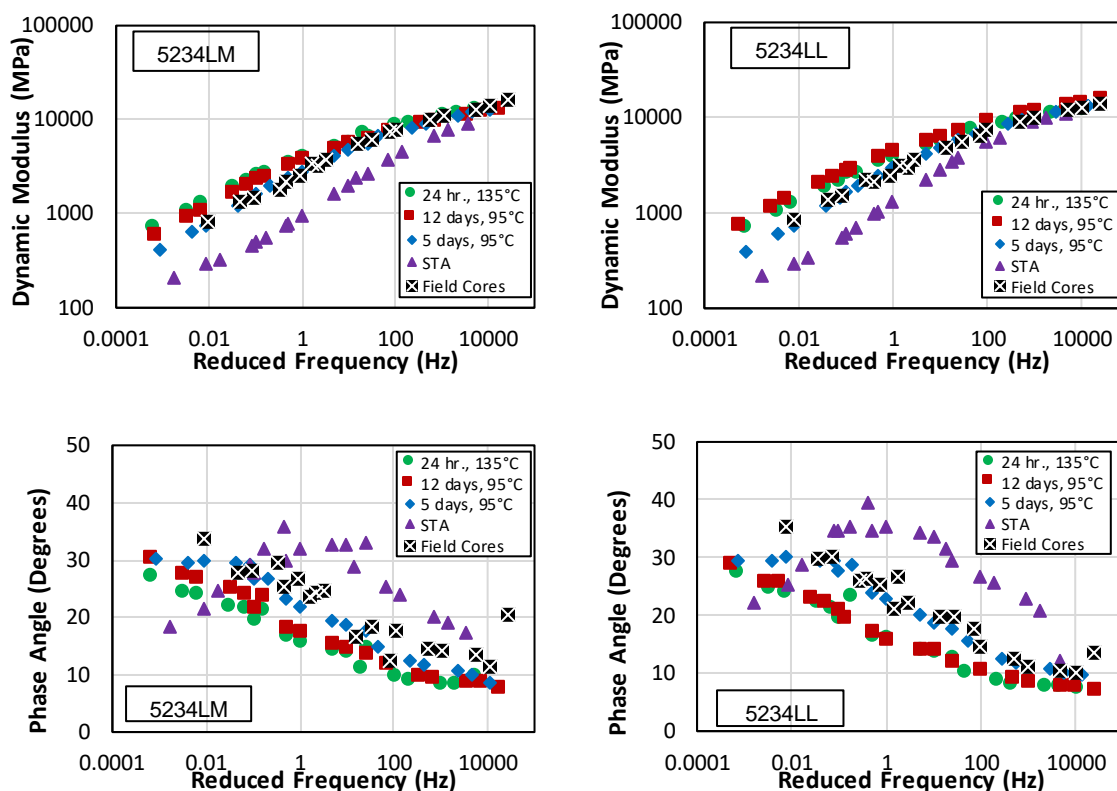 100000
10000
1000
100
Dynamic Modulus (MPa)
5234LM
24 hr., 135°C
12 days, 95°C
5 days, 95°C
STA
Field Cores
0.0001 0.01 1 100 10000
Reduced Frequency (Hz)
100000
10000
1000
100
Dynamic Modulus (MPa)
5234LL
24 hr., 135°C
12 days, 95°C
5 days, 95°C
STA
Field Cores
0.0001 0.01 1 100 10000
Reduced Frequency (Hz)
50
40
30
20
10
0
Phase Angle (Degrees)
24 hr., 135°C
12 days, 95°C
5 days, 95°C
STA
Field Cores
5234LM
0.0001 0.01 1 100 10000
Reduced Frequency (Hz)
50
40
30
20
10
0
Phase Angle (Degrees)
24 hr., 135°C
12 days, 95°C
5 days, 95°C
STA
Field Cores
5234LL
0.0001 0.01 1 100 10000
Reduced Frequency (Hz)